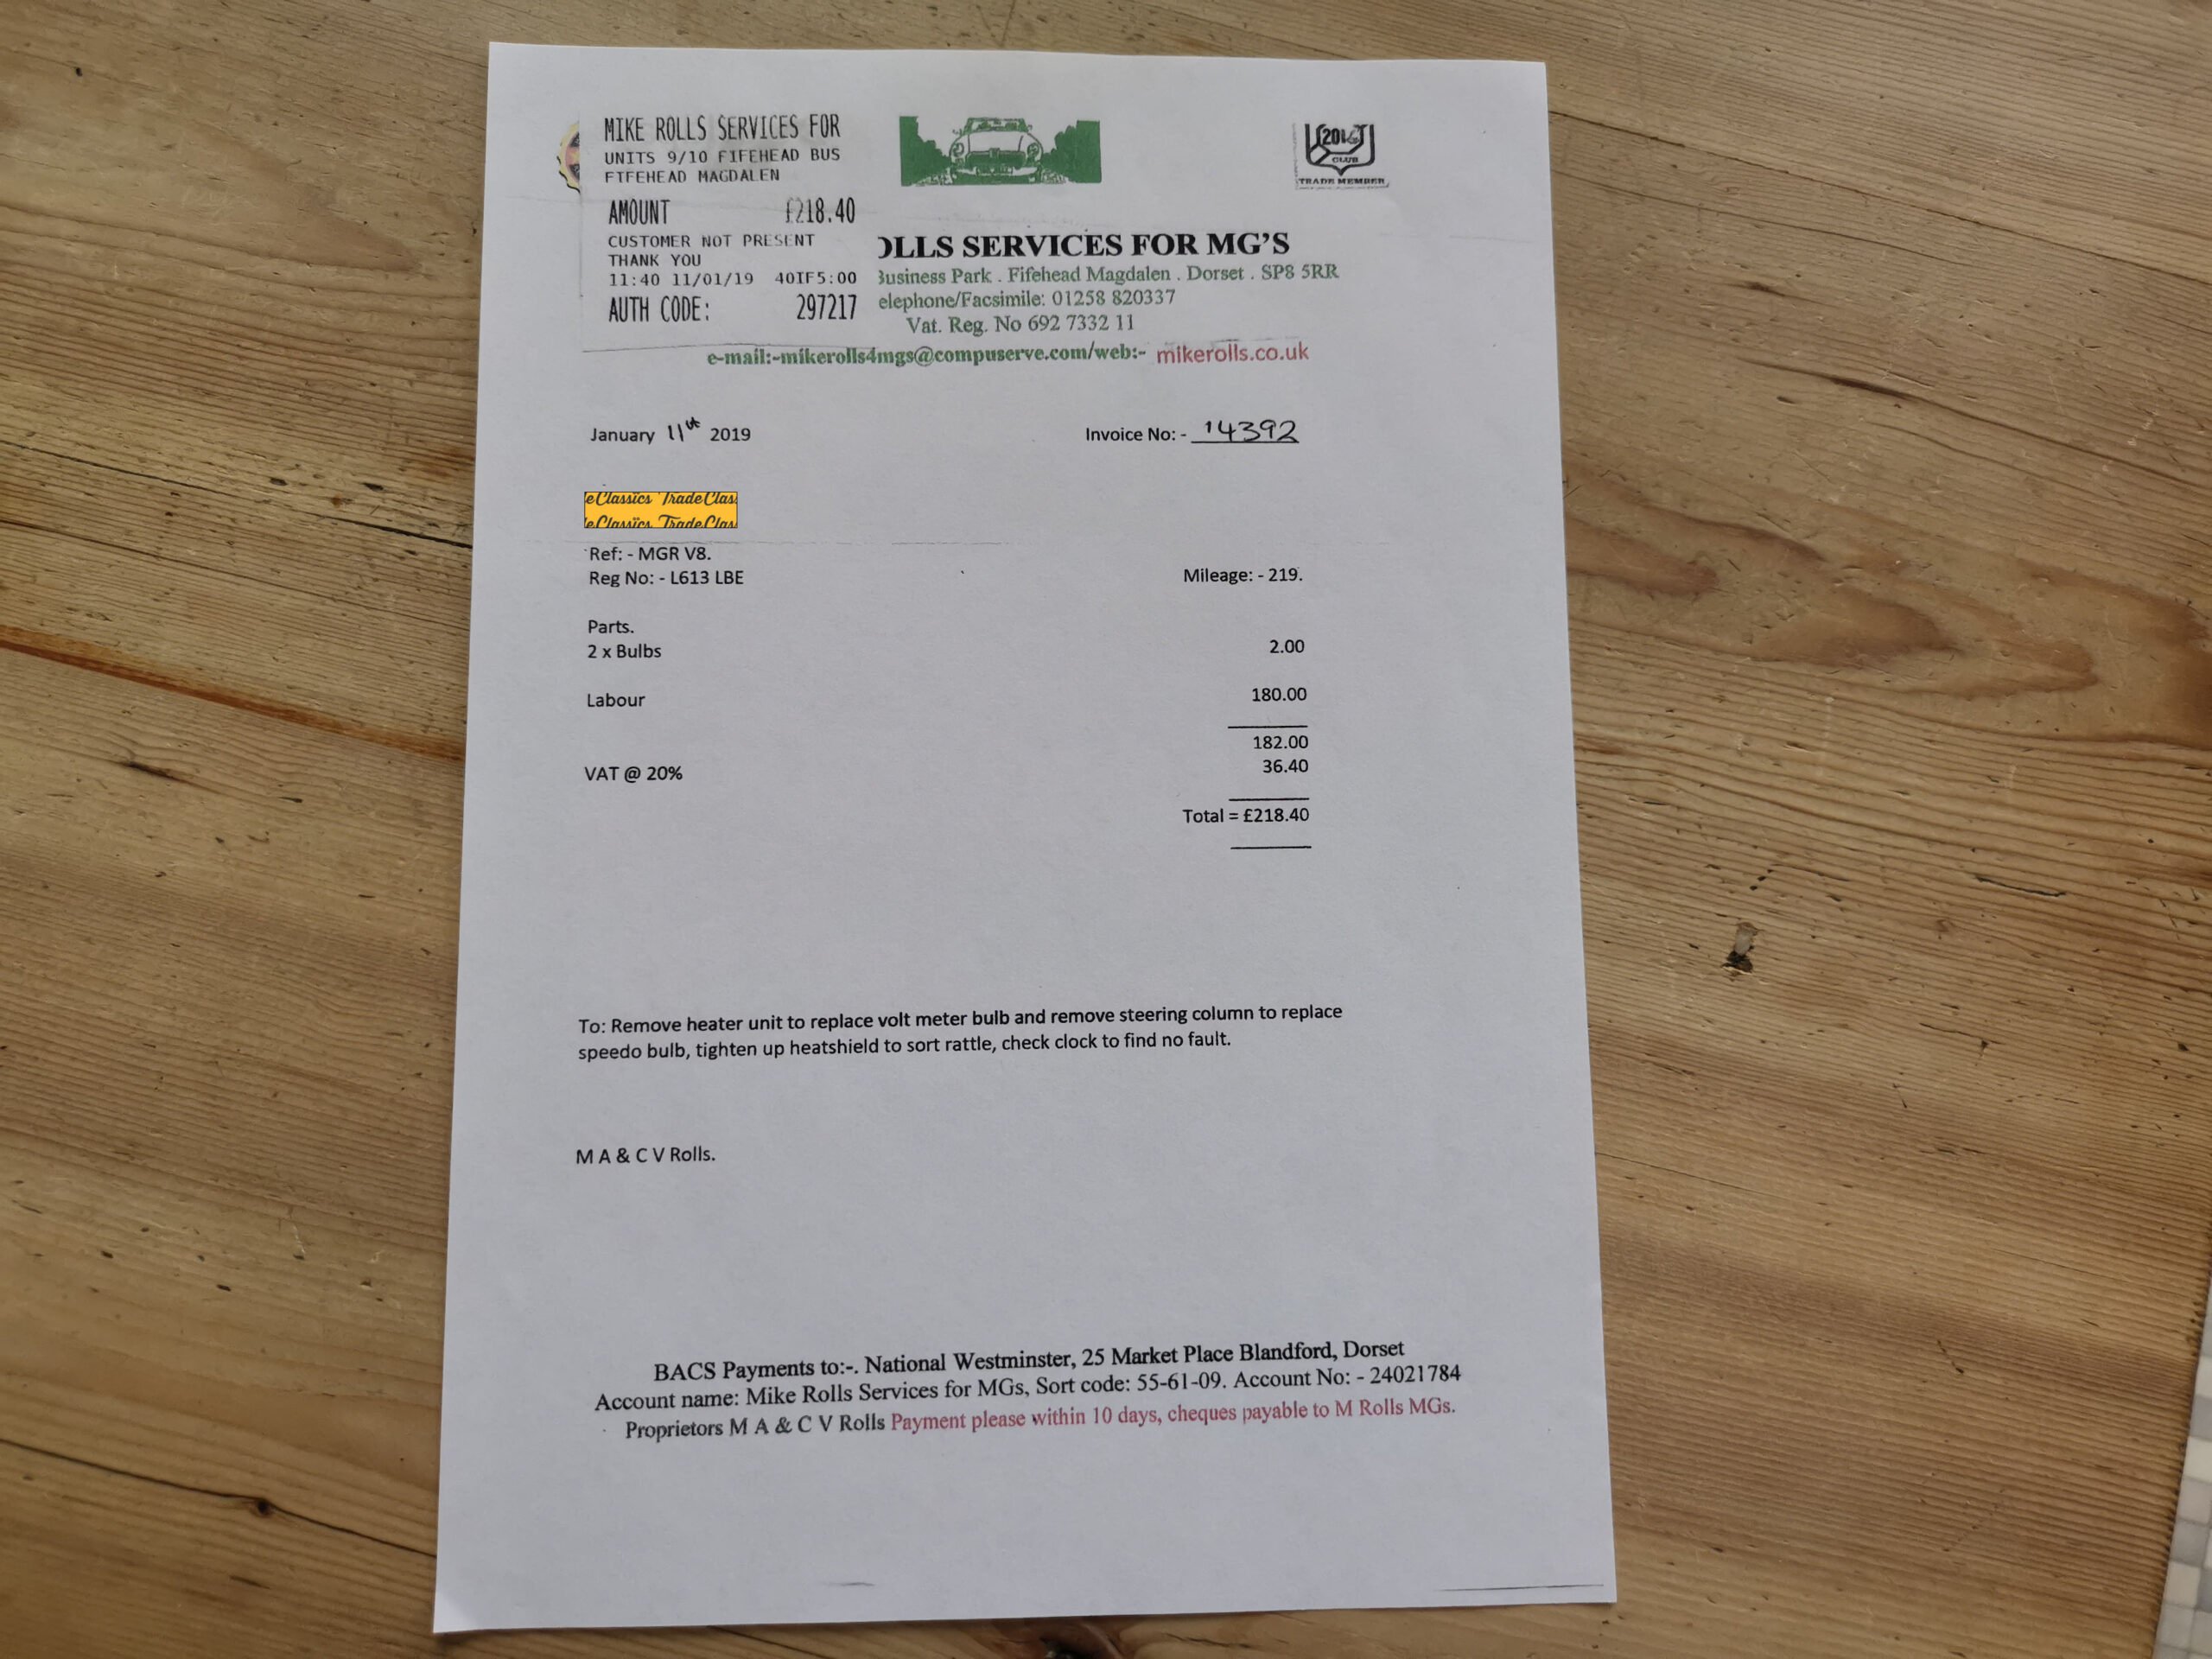 MIKE ROLLS SERVICES FOR
UNITS 9/10 FIFEHEAD BUS
FIFEHEAD MAGDALEN
AMOUNT £218.40
CUSTOMER NOT PRESENT
THANK YOU
11:40 11/01/19 40TF5:00
AUTH CODE: 297217
CLUB
TRADE MEMBER
OLLS SERVICES FOR MG'S
Business Park . Fifehead Magdalen . Dorset . SP8 5RR
elephone/Facsimile: 01258 820337
Vat. Reg. No 692 7332 11
e-mail:-mikerolls4mgs@compuserve.com/web:- mikerolls.co.uk
January 11th 2019 Invoice No: - 14392
eClassics TradeClas
eClassics TradeClas
Ref: - MGR V8.
Reg No: - L613 LBE Mileage: - 219.
Parts.
2 x Bulbs 2.00
Labour 180.00
182.00
VAT @ 20% 36.40
Total = £218.40
To: Remove heater unit to replace volt meter bulb and remove steering column to replace
speedo bulb, tighten up heatshield to sort rattle, check clock to find no fault.
M A & C V Rolls.
BACS Payments to:-. National Westminster, 25 Market Place Blandford, Dorset
Account name: Mike Rolls Services for MGs, Sort code: 55-61-09. Account No: - 24021784
Proprietors M A & C V Rolls Payment please within 10 days, cheques payable to M Rolls MGs.